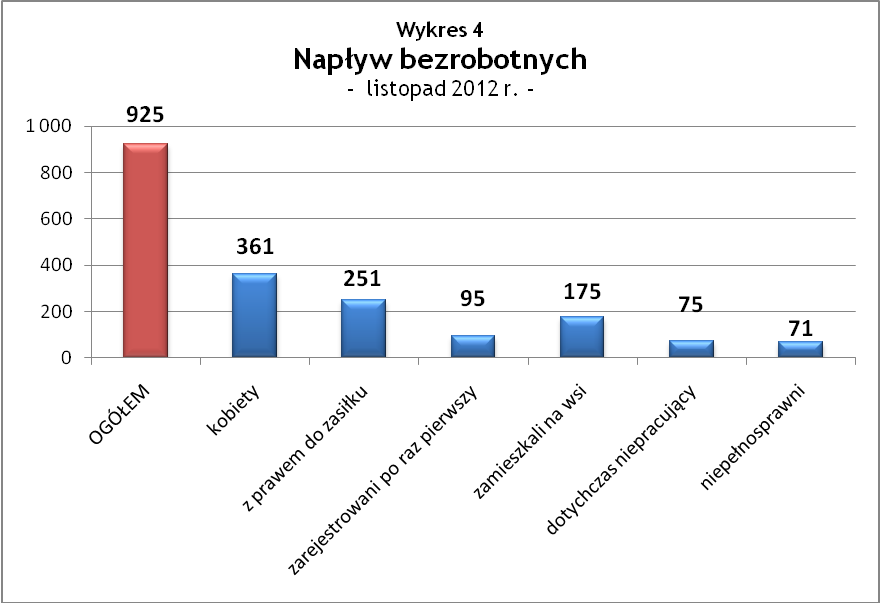 Wykres 4
Napływ bezrobotnych
- listopad 2012 r. -
1 000
800
600
400
200
0
925
361
251
95
175
75
71
OGÓŁEM
kobiety
z prawem do zasiłku
zarejestrowani po raz pierwszy
zamieszkali na wsi
dotychczas niepracujący
niepełnosprawni